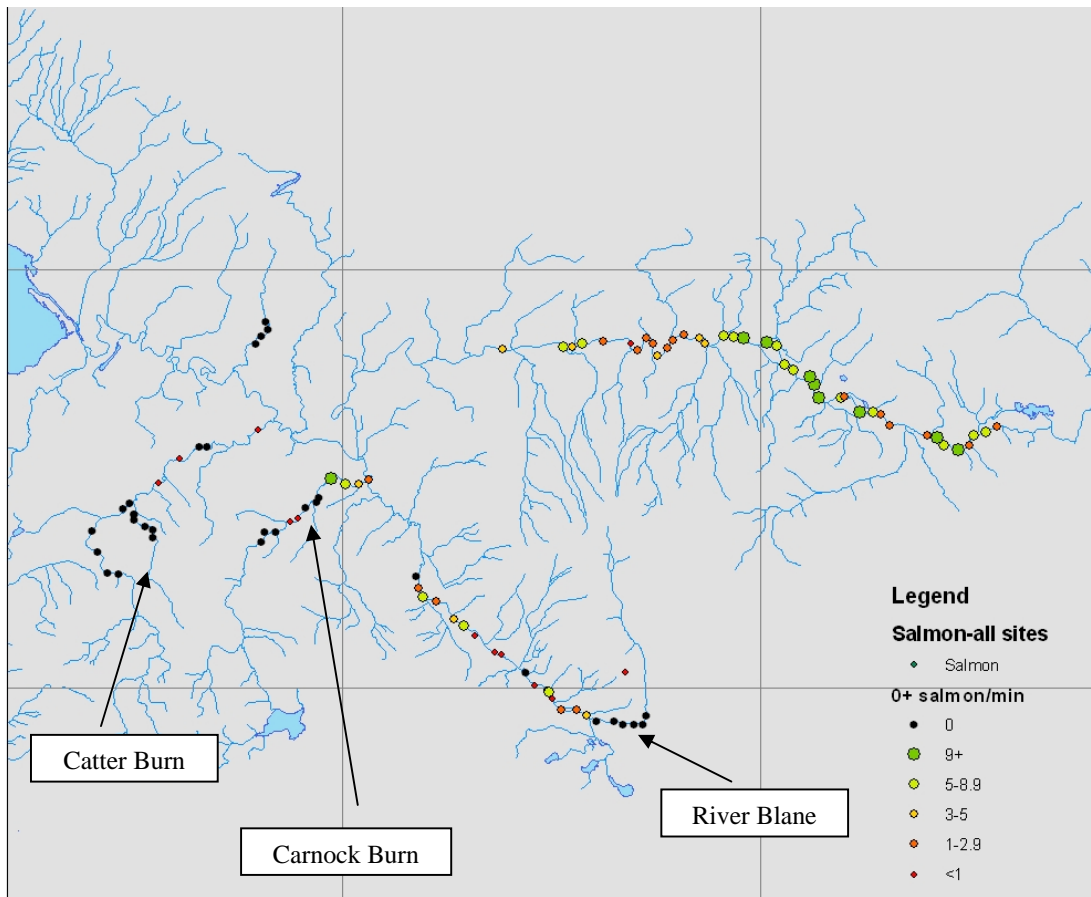 Legend
Salmon-all sites
Salmon
0+ salmon/min
0
9+
5-8.9
3-5
1-2.9
<1
Catter Burn
Carnock Burn
River Blane